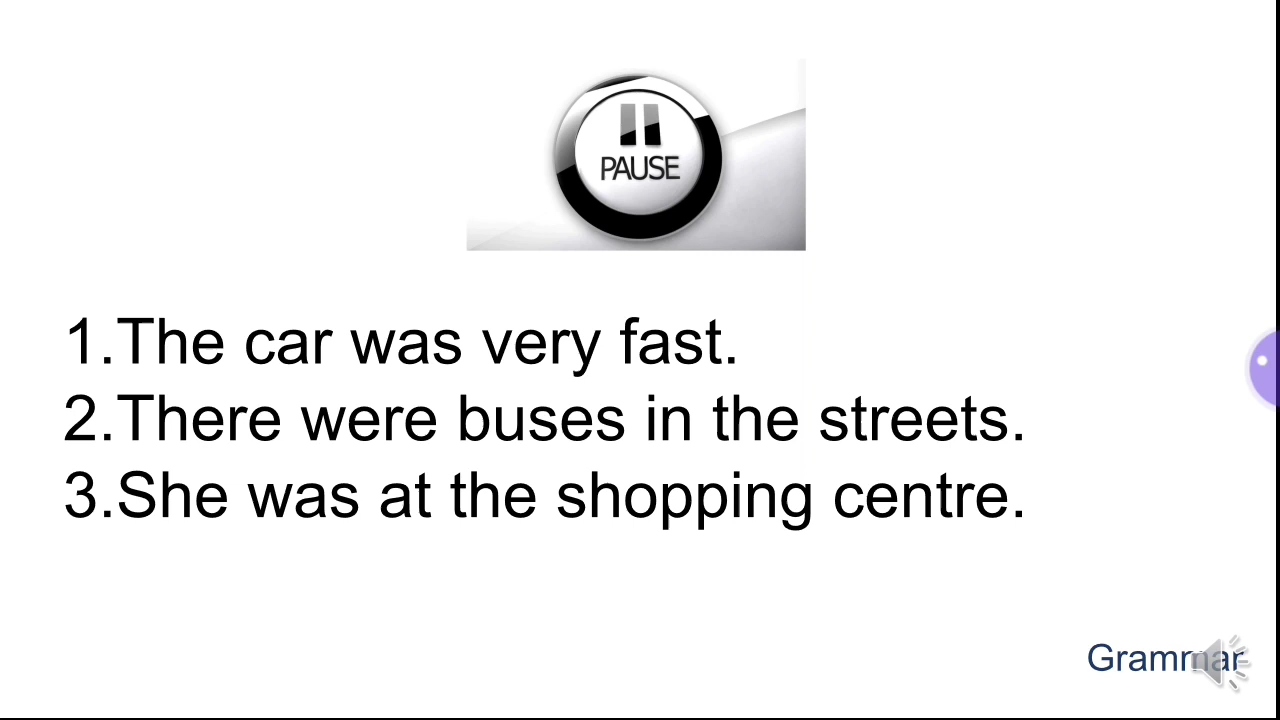 PAUSE
1.The car was very fast.
2.There were buses in the streets.
3.She was at the shopping centre.
Grammar